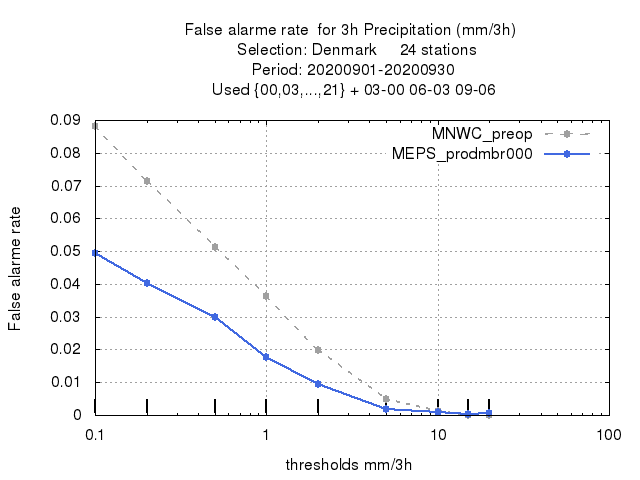 False alarme rate  for 3h Precipitation (mm/3h)
Selection: Denmark     24 stations
Period: 20200901-20200930
Used {00,03,...,21} + 03-00 06-03 09-06
MNWC_preop
MEPS_prodmbr000
False alarme rate
0.09
0.08
0.07
0.06
0.05
0.04
0.03
0.02
0.01
0
0.1
1
10
100
thresholds mm/3h